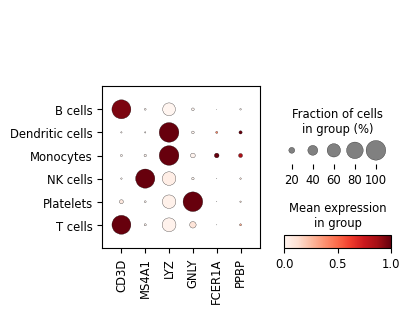 B cells
Dendritic cells
Monocytes
NK cells
Platelets
T cells
CD3D
MS4A1
LYZ
GNLY
FCER1A
PPBP
Fraction of cells
in group (%)
20 40 60 80 100
Mean expression
in group
0.0 0.5 1.0